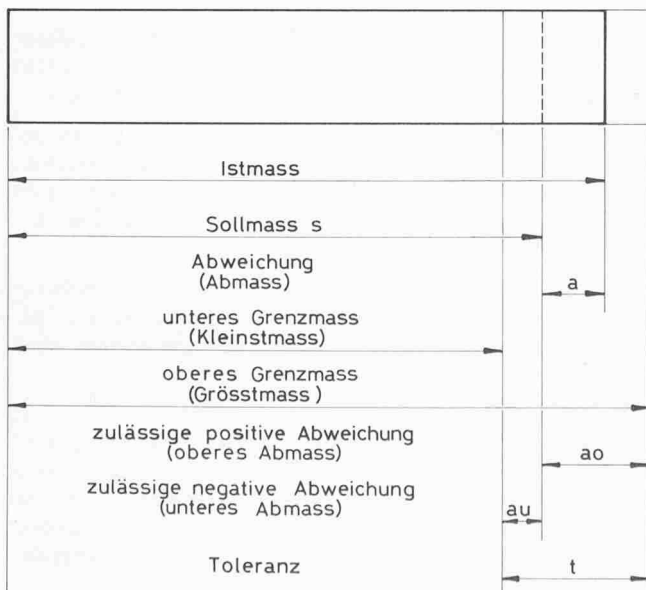 Istmass
Sollmass s
Abweichung
(Abmass)
a
unteres Grenzmass
(Kleinstmass)
oberes Grenzmass
(Grösstmass)
zulässige positive Abweichung
(oberes Abmass)
ao
zulässige negative Abweichung
(unteres Abmass)
au
Toleranz
t